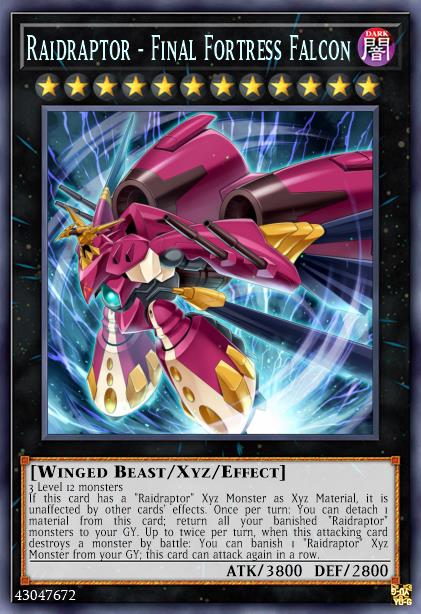 Raidraptor - Final Fortress Falcon
DARK
闇
[Winged Beast/Xyz/Effect]
3 Level 12 monsters
If this card has a "Raidraptor" Xyz Monster as Xyz Material, it is
unaffected by other cards' effects. Once per turn: You can detach 1
material from this card; return all your banished "Raidraptor"
monsters to your GY. Up to twice per turn, when this attacking card
destroys a monster by battle: You can banish 1 "Raidraptor" Xyz
Monster from your GY; this card can attack again in a row.
ATK/3800 DEF/2800
43047672